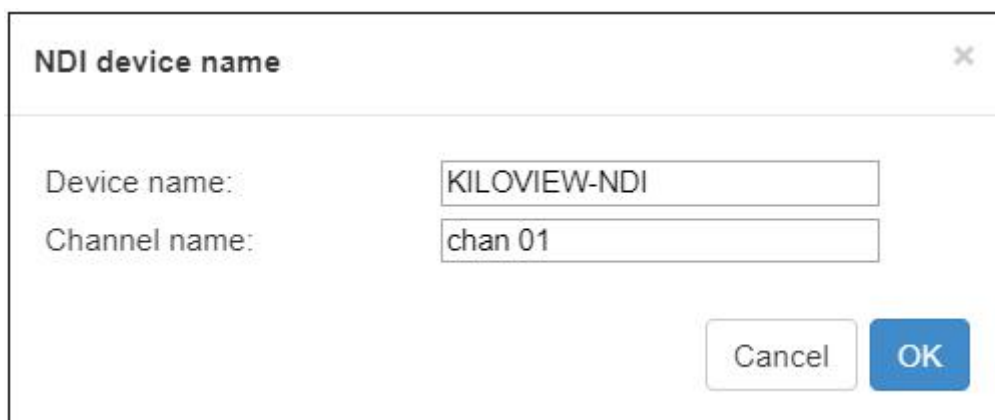 NDI device name ×
Device name: KILOVIEW-NDI
Channel name: chan 01
Cancel OK